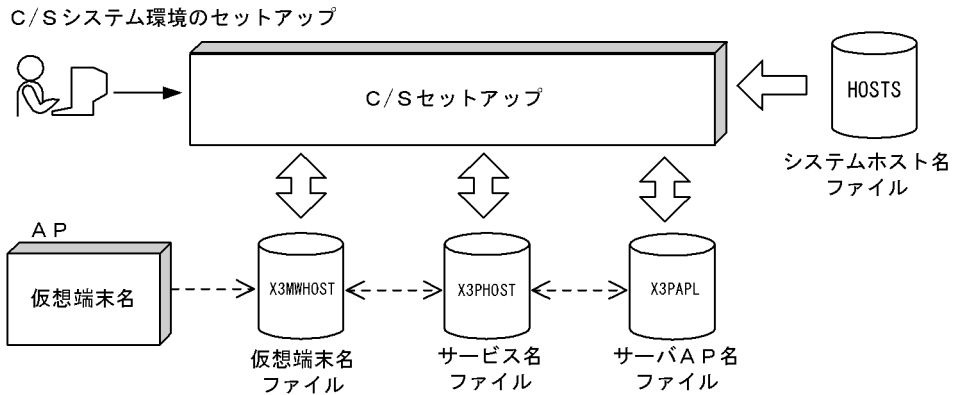 C/Sシステム環境のセットアップ
C/Sセットアップ
HOSTS
システムホスト名
ファイル
AP
仮想端末名
X3MWHOST
X3PHOST
X3PAPL
仮想端末名
ファイル
サービス名
ファイル
サーバAP名
ファイル